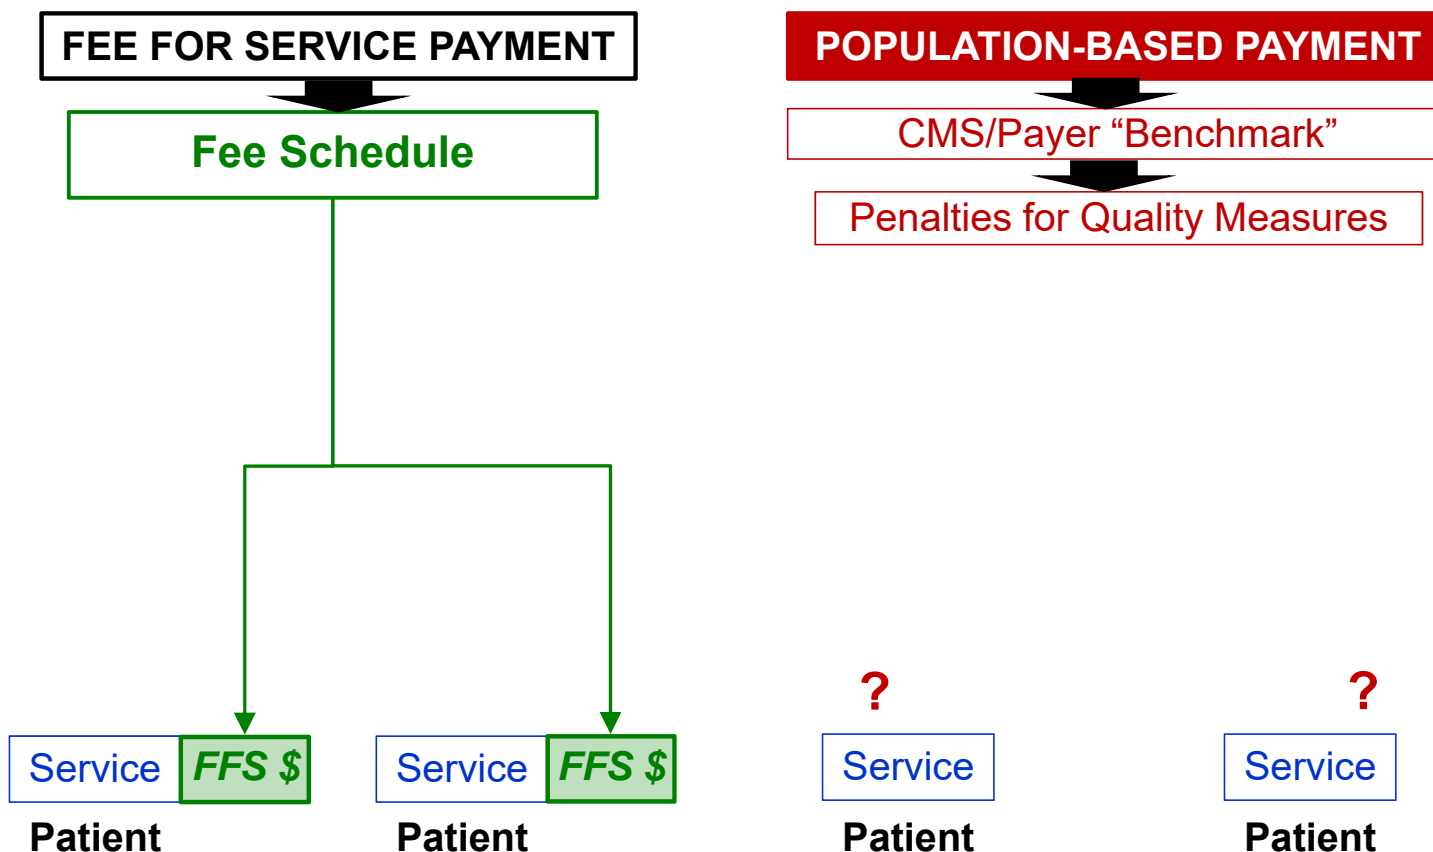 FEE FOR SERVICE PAYMENT
Fee Schedule
Service FFS $
Patient
Service FFS $
Patient
POPULATION-BASED PAYMENT
CMS/Payer “Benchmark”
Penalties for Quality Measures
?
Service
Patient
?
Service
Patient